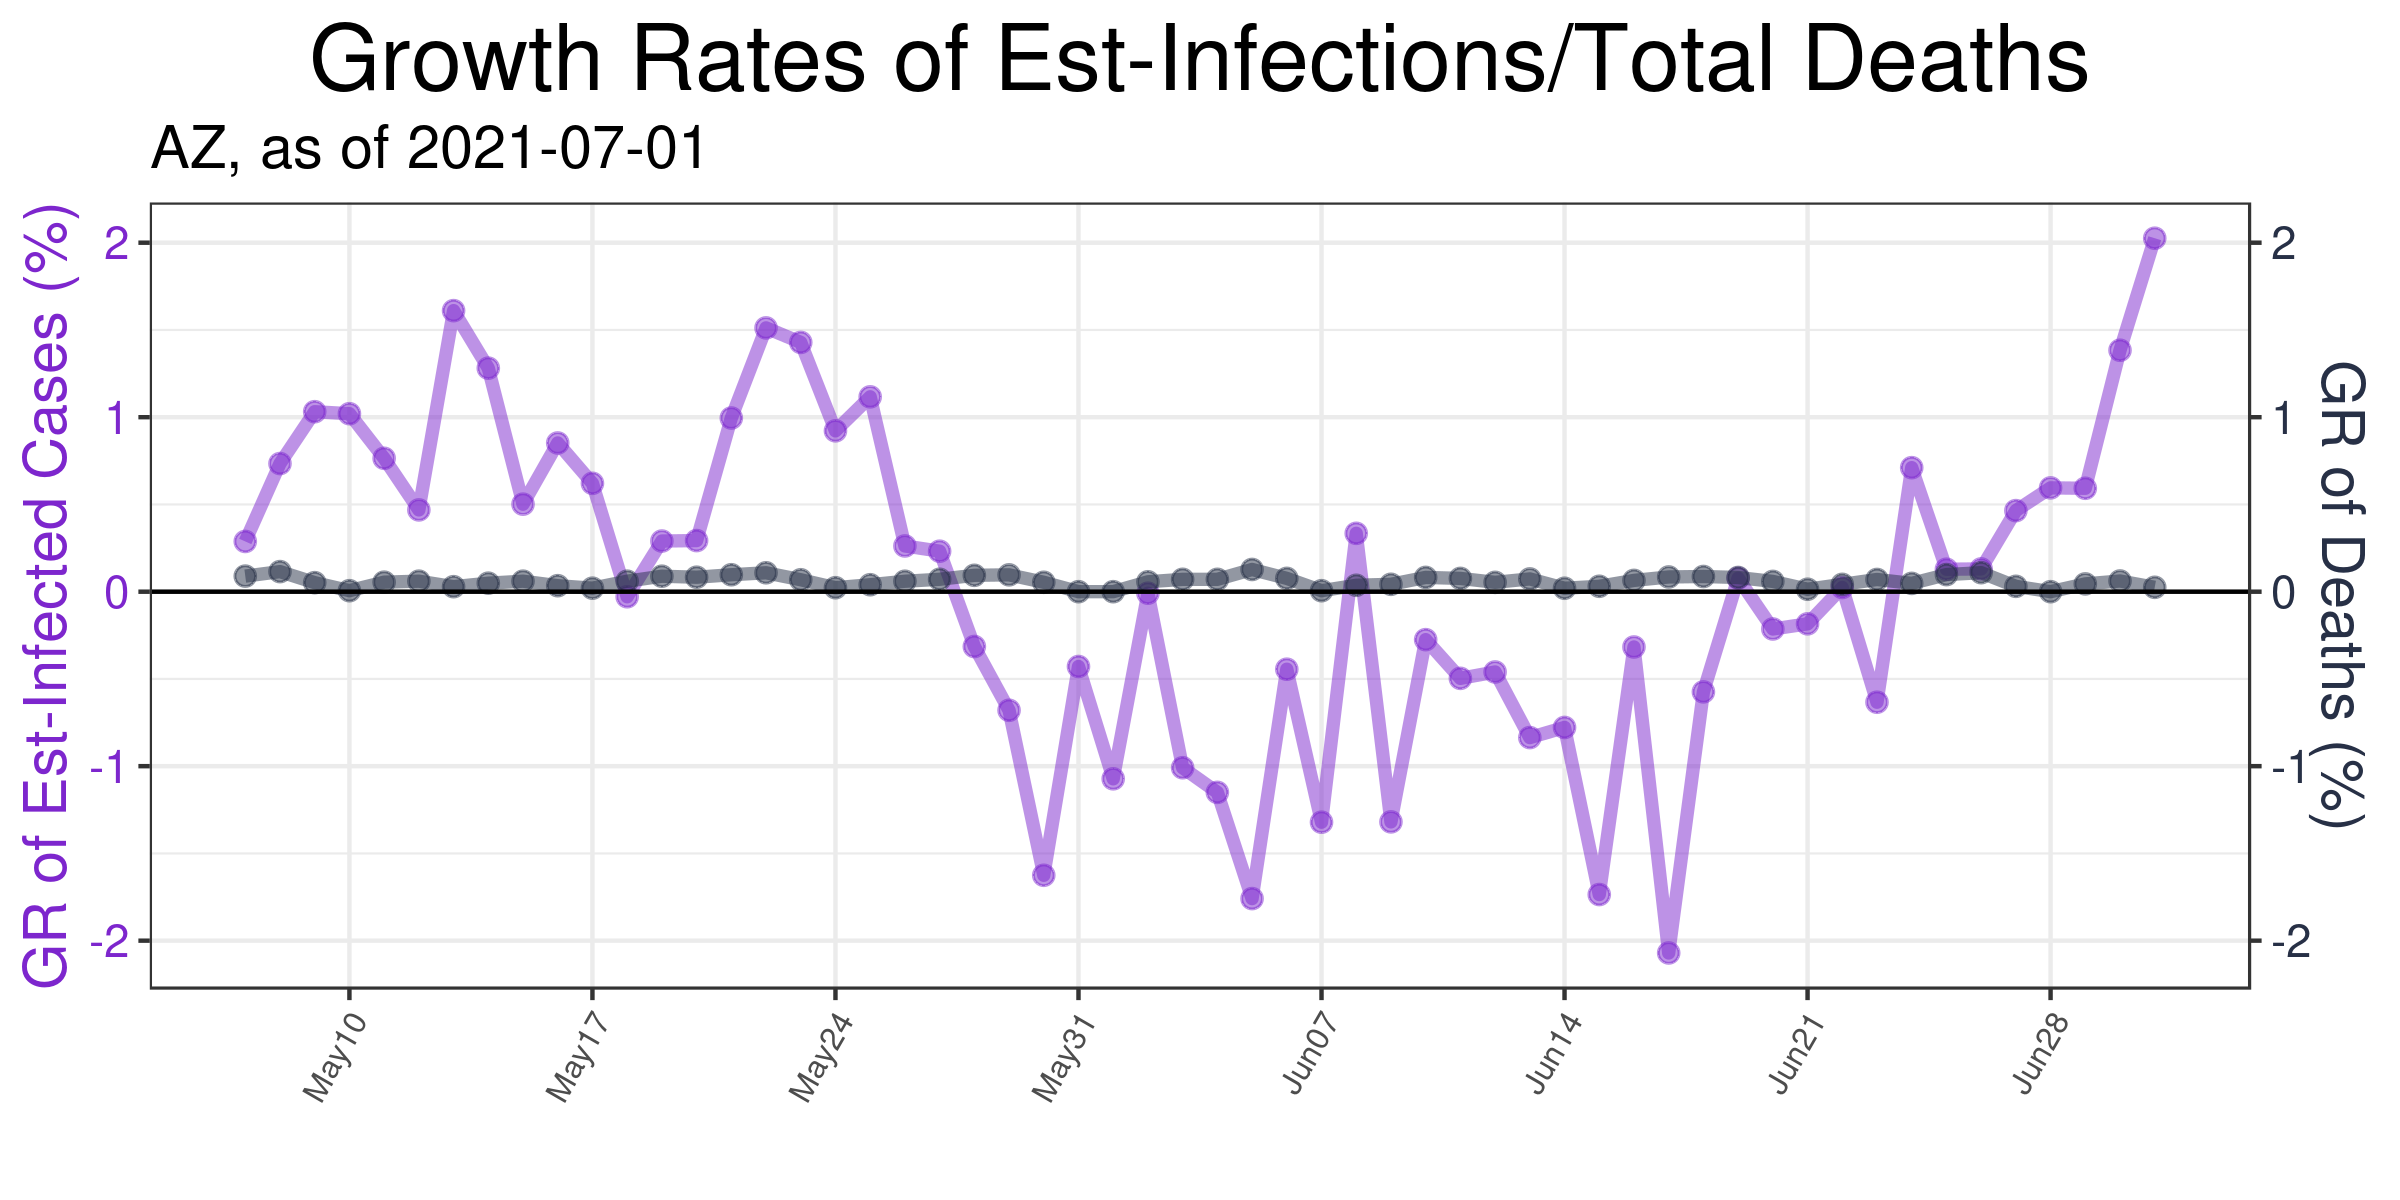 Growth Rates of Est-Infections/Total Deaths
AZ, as of 2021-07-01
GR of Est-Infected Cases (%)
2
1
0
-1
-2
2
1
0
-1
-2
GR of Deaths (%)
May10
May17
May24
May31
Jun07
Jun14
Jun21
Jun28